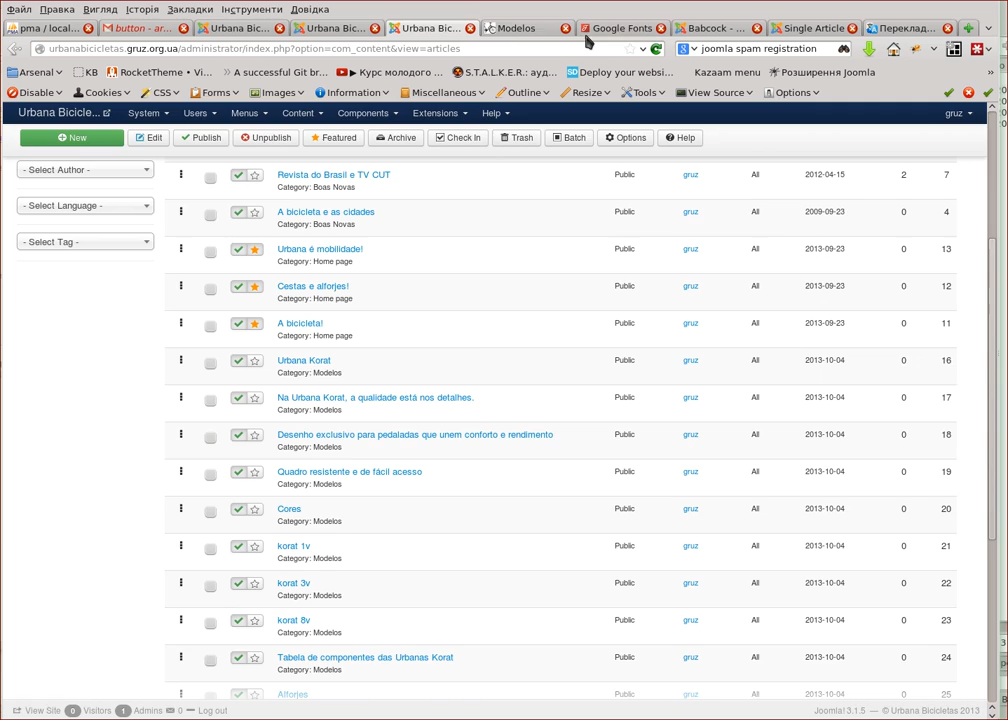 Файл Правка Вигляд Історія Закладки Інструменти Довідка
pma / local... button - ar... Urbana Bic... Urbana Bic... Urbana Bic... Modelos Google Fonts Babcock - ... Single Article Переклад...
urbanabicicletas.gruz.org.ua/administrator/index.php?option=com_content&view=articles joomla spam registration
Arsenal KB RocketTheme • Vi... A successful Git br... Курс молодого ... S.T.A.L.K.E.R.: ауд... Deploy your websi... Kazaam menu Розширення Joomla »
Disable Cookies CSS Forms Images Information Miscellaneous Outline Resize Tools View Source Options
Urbana Bicicle... System Users Menus Content Components Extensions Help gruz
New Edit Publish Unpublish Featured Archive Check In Trash Batch Options Help
- Select Author -
- Select Language -
- Select Tag -
Revista do Brasil e TV CUT Public gruz All 2012-04-15 2 7
Category: Boas Novas
A bicicleta e as cidades Public gruz All 2009-09-23 0 4
Category: Boas Novas
Urbana é mobilidade! Public gruz All 2013-09-23 0 13
Category: Home page
Cestas e alforjes! Public gruz All 2013-09-23 0 12
Category: Home page
A bicicleta! Public gruz All 2013-09-23 0 11
Category: Home page
Urbana Korat Public gruz All 2013-10-04 0 16
Category: Modelos
Na Urbana Korat, a qualidade está nos detalhes. Public gruz All 2013-10-04 0 17
Category: Modelos
Desenho exclusivo para pedaladas que unem conforto e rendimento Public gruz All 2013-10-04 0 18
Category: Modelos
Quadro resistente e de fácil acesso Public gruz All 2013-10-04 0 19
Category: Modelos
Cores Public gruz All 2013-10-04 0 20
Category: Modelos
korat 1v Public gruz All 2013-10-04 0 21
Category: Modelos
korat 3v Public gruz All 2013-10-04 0 22
Category: Modelos
korat 8v Public gruz All 2013-10-04 0 23
Category: Modelos
Tabela de componentes das Urbanas Korat Public gruz All 2013-10-04 0 24
Category: Modelos
Alforjes Public gruz All 2013-10-04 0 25
View Site 0 Visitors 1 Admins 0 Log out Joomla! 3.1.5 — © Urbana Bicicletas 2013